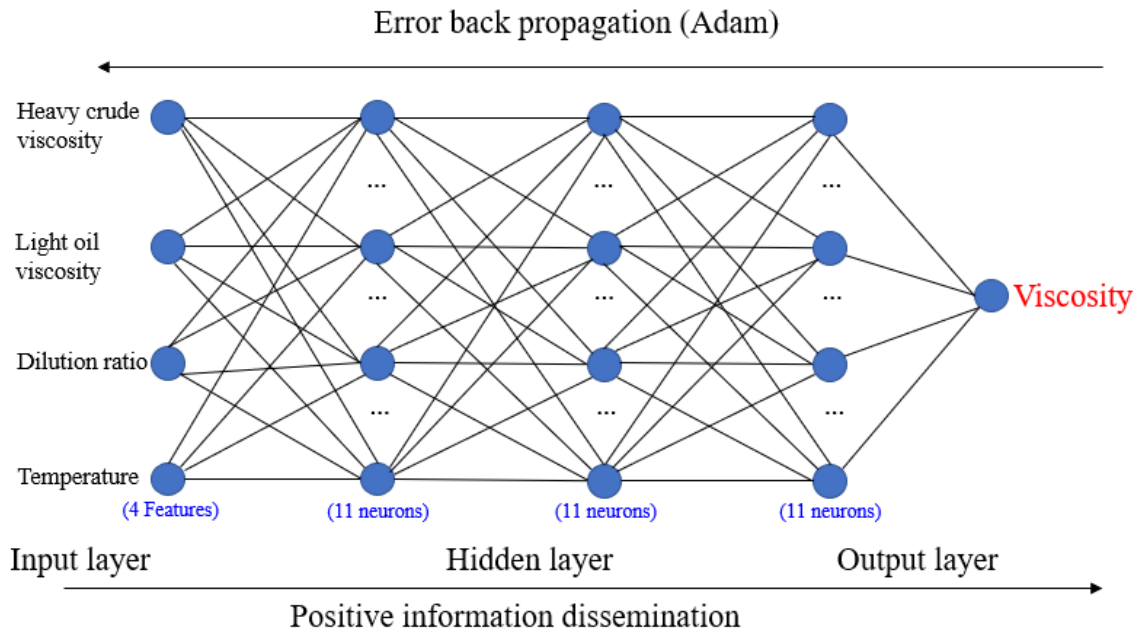 Error back propagation (Adam)
Heavy crude
viscosity
...
...
...
Light oil
viscosity
...
...
...
Viscosity
Dilution ratio
...
...
...
Temperature
(4 Features)
(11 neurons)
(11 neurons)
(11 neurons)
Input layer
Hidden layer
Output layer
Positive information dissemination